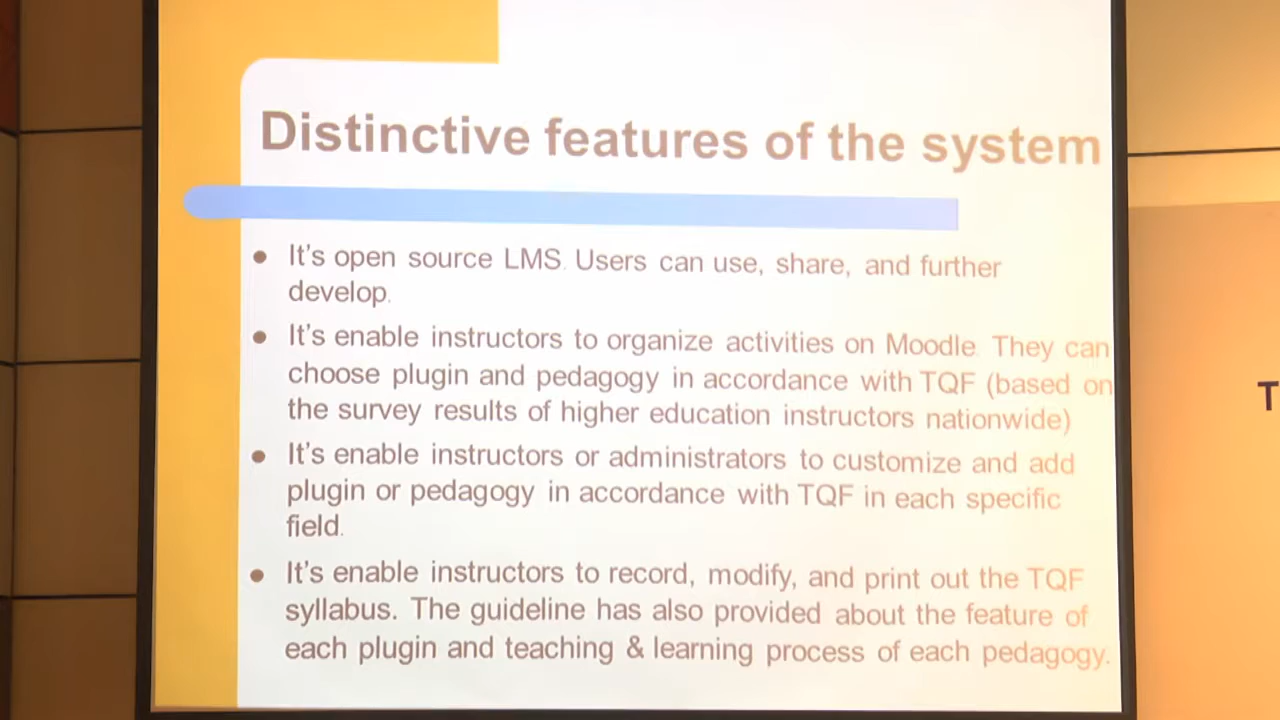 Distinctive features of the system
• It's open source LMS. Users can use, share, and further
develop.
• It's enable instructors to organize activities on Moodle. They can
choose plugin and pedagogy in accordance with TQF (based on
the survey results of higher education instructors nationwide)
• It's enable instructors or administrators to customize and add
plugin or pedagogy in accordance with TQF in each specific
field.
• It's enable instructors to record, modify, and print out the TQF
syllabus. The guideline has also provided about the feature of
each plugin and teaching & learning process of each pedagogy.
T